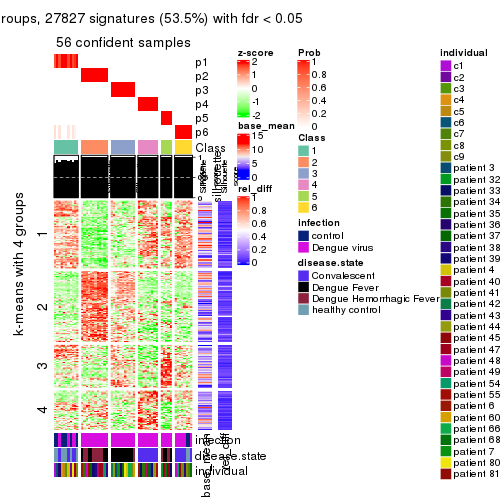 roups, 27827 signatures (53.5%) with fdr < 0.05
56 confident samples
p1
p2
p3
p4
p5
p6
Class
1
0.5
0
silhouette
score
k-means with 4 groups
1
2
3
4
infection
disease.state
individual
base_mean
rel_diff
z-score
2
1
0
-1
-2
base_mean
15
10
5
0
rel_diff
1
0.8
0.6
0.4
0.2
0
Prob
1
0.8
0.6
0.4
0.2
0
Class
1
2
3
4
5
6
infection
control
Dengue virus
disease.state
Convalescent
Dengue Fever
Dengue Hemorrhagic Fever
healthy control
individual
c1
c2
c3
c4
c5
c6
c7
c8
c9
patient 3
patient 32
patient 33
patient 34
patient 35
patient 36
patient 37
patient 38
patient 39
patient 4
patient 40
patient 41
patient 42
patient 43
patient 44
patient 45
patient 47
patient 48
patient 49
patient 54
patient 55
patient 6
patient 60
patient 66
patient 68
patient 7
patient 80
patient 81